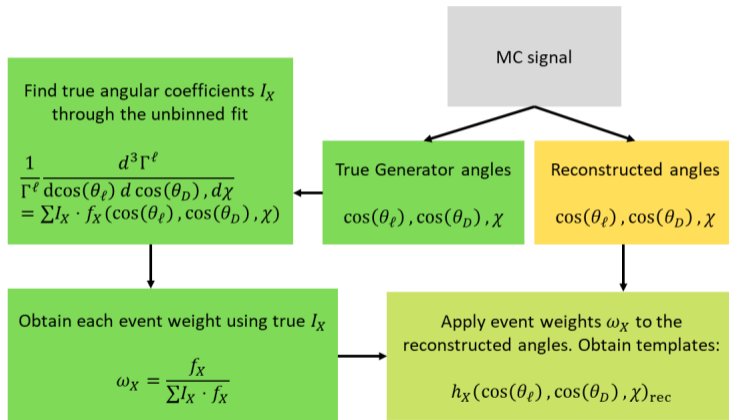 MC signal
Find true angular coefficients I_X
through the unbinned fit
1/Γ^ℓ d³Γ^ℓ/dcos(θ_ℓ) d cos(θ_D), dχ
= ∑I_X · f_X(cos(θ_ℓ), cos(θ_D), χ)
True Generator angles
cos(θ_ℓ), cos(θ_D), χ
Reconstructed angles
cos(θ_ℓ), cos(θ_D), χ
Obtain each event weight using true I_X
ω_X = f_X/∑I_X · f_X
Apply event weights ω_X to the
reconstructed angles. Obtain templates:
h_X(cos(θ_ℓ), cos(θ_D), χ)_rec